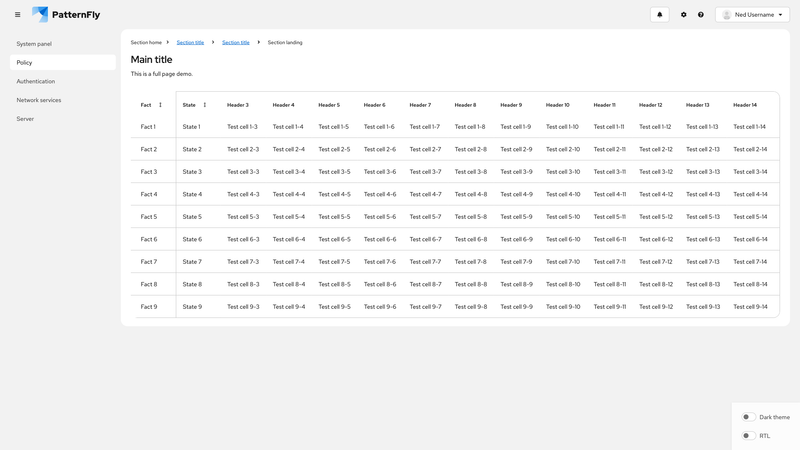 PatternFly
Ned Username
System panel
Policy
Authentication
Network services
Server
Section home > Section title > Section title > Section landing
Main title
This is a full page demo.
Fact State Header 3 Header 4 Header 5 Header 6 Header 7 Header 8 Header 9 Header 10 Header 11 Header 12 Header 13 Header 14
Fact 1 State 1 Test cell 1-3 Test cell 1-4 Test cell 1-5 Test cell 1-6 Test cell 1-7 Test cell 1-8 Test cell 1-9 Test cell 1-10 Test cell 1-11 Test cell 1-12 Test cell 1-13 Test cell 1-14
Fact 2 State 2 Test cell 2-3 Test cell 2-4 Test cell 2-5 Test cell 2-6 Test cell 2-7 Test cell 2-8 Test cell 2-9 Test cell 2-10 Test cell 2-11 Test cell 2-12 Test cell 2-13 Test cell 2-14
Fact 3 State 3 Test cell 3-3 Test cell 3-4 Test cell 3-5 Test cell 3-6 Test cell 3-7 Test cell 3-8 Test cell 3-9 Test cell 3-10 Test cell 3-11 Test cell 3-12 Test cell 3-13 Test cell 3-14
Fact 4 State 4 Test cell 4-3 Test cell 4-4 Test cell 4-5 Test cell 4-6 Test cell 4-7 Test cell 4-8 Test cell 4-9 Test cell 4-10 Test cell 4-11 Test cell 4-12 Test cell 4-13 Test cell 4-14
Fact 5 State 5 Test cell 5-3 Test cell 5-4 Test cell 5-5 Test cell 5-6 Test cell 5-7 Test cell 5-8 Test cell 5-9 Test cell 5-10 Test cell 5-11 Test cell 5-12 Test cell 5-13 Test cell 5-14
Fact 6 State 6 Test cell 6-3 Test cell 6-4 Test cell 6-5 Test cell 6-6 Test cell 6-7 Test cell 6-8 Test cell 6-9 Test cell 6-10 Test cell 6-11 Test cell 6-12 Test cell 6-13 Test cell 6-14
Fact 7 State 7 Test cell 7-3 Test cell 7-4 Test cell 7-5 Test cell 7-6 Test cell 7-7 Test cell 7-8 Test cell 7-9 Test cell 7-10 Test cell 7-11 Test cell 7-12 Test cell 7-13 Test cell 7-14
Fact 8 State 8 Test cell 8-3 Test cell 8-4 Test cell 8-5 Test cell 8-6 Test cell 8-7 Test cell 8-8 Test cell 8-9 Test cell 8-10 Test cell 8-11 Test cell 8-12 Test cell 8-13 Test cell 8-14
Fact 9 State 9 Test cell 9-3 Test cell 9-4 Test cell 9-5 Test cell 9-6 Test cell 9-7 Test cell 9-8 Test cell 9-9 Test cell 9-10 Test cell 9-11 Test cell 9-12 Test cell 9-13 Test cell 9-14
Dark theme
RTL